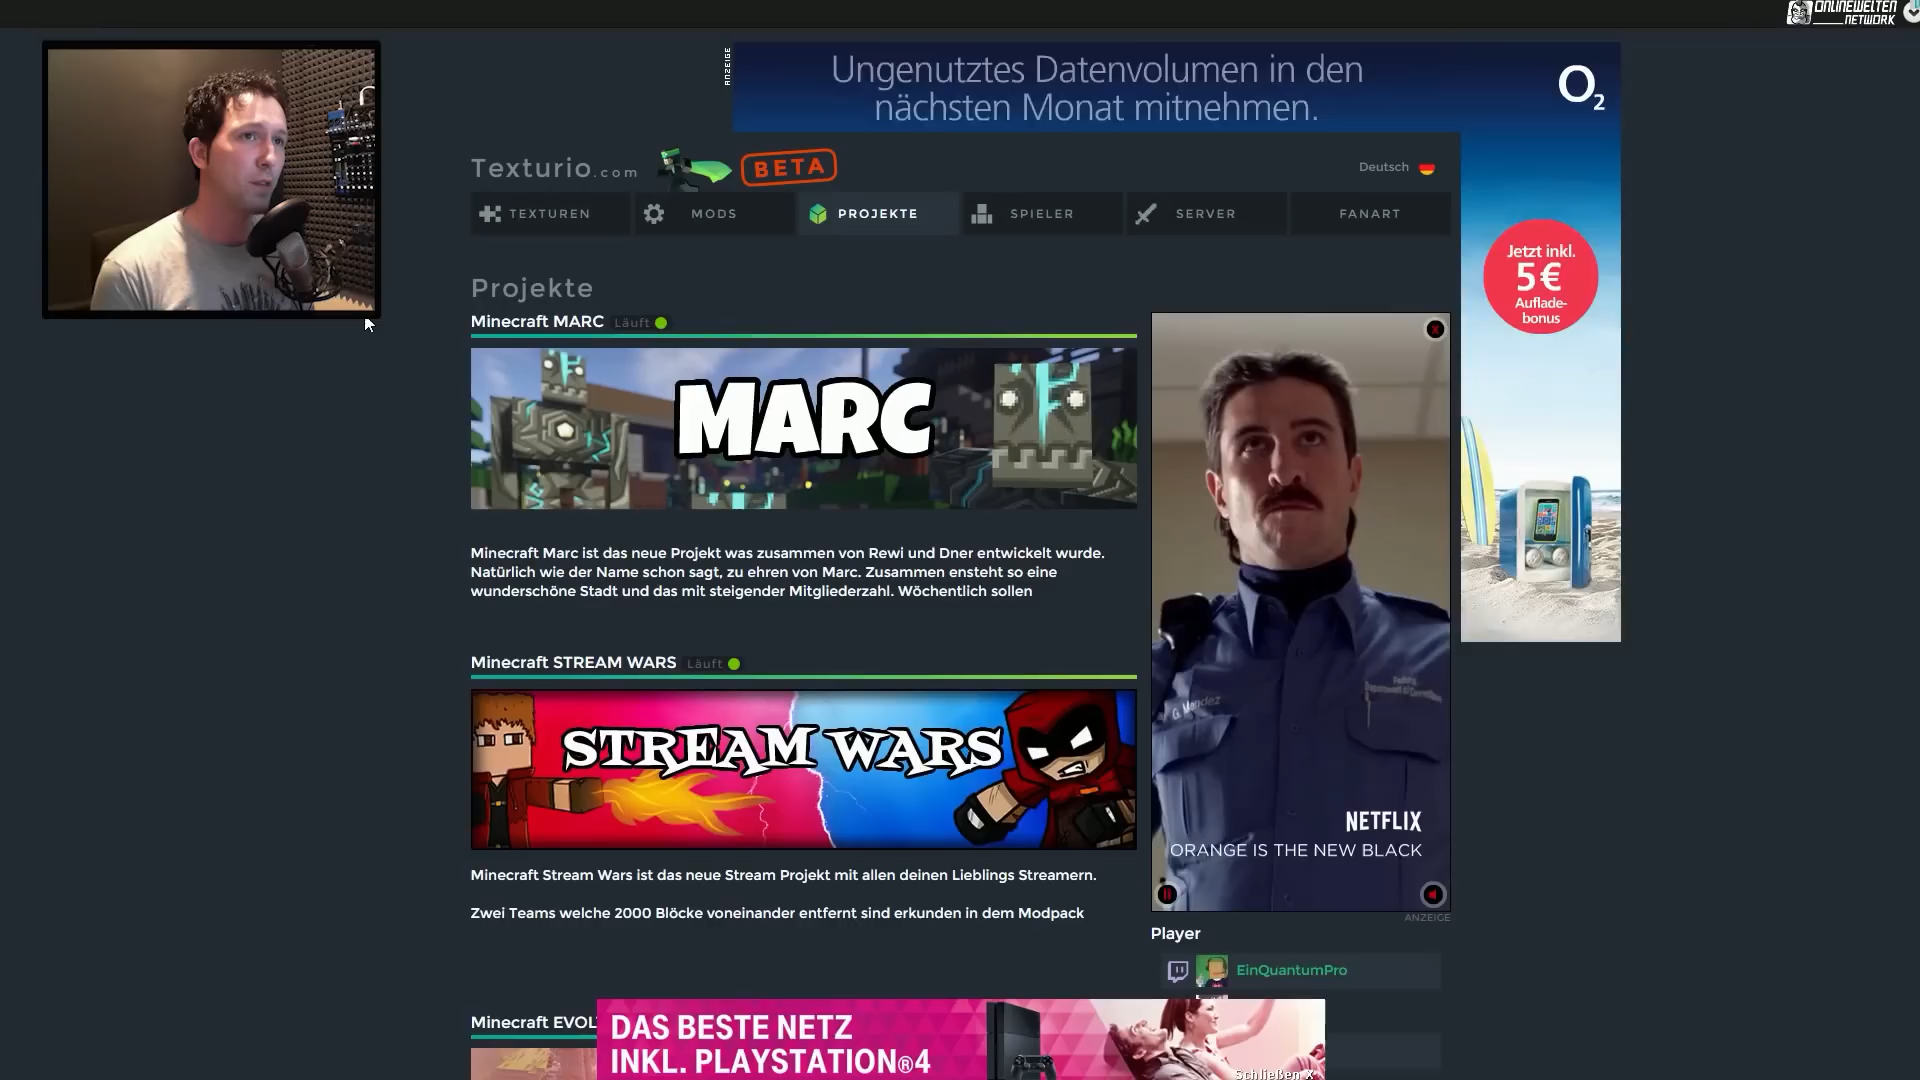 ONLINEWELTEN
NETWORK
ANZEIGE
Ungenutztes Datenvolumen in den
nächsten Monat mitnehmen.
O2
Texturio.com
BETA
Deutsch
TEXTUREN
MODS
PROJEKTE
SPIELER
SERVER
FANART
Jetzt inkl.
5€
Auflade-
bonus
Projekte
Minecraft MARC Läuft
MARC
Minecraft Marc ist das neue Projekt was zusammen von Rewi und Dner entwickelt wurde.
Natürlich wie der Name schon sagt, zu ehren von Marc. Zusammen ensteht so eine
wunderschöne Stadt und das mit steigender Mitgliederzahl. Wöchentlich sollen
Minecraft STREAM WARS Läuft
STREAM WARS
Minecraft Stream Wars ist das neue Stream Projekt mit allen deinen Lieblings Streamern.
Zwei Teams welche 2000 Blöcke voneinander entfernt sind erkunden in dem Modpack
G. Mendez
NETFLIX
ORANGE IS THE NEW BLACK
ANZEIGE
Player
EinQuantumPro
Minecraft EVOL
DAS BESTE NETZ
INKL. PLAYSTATION®4
Schließen X